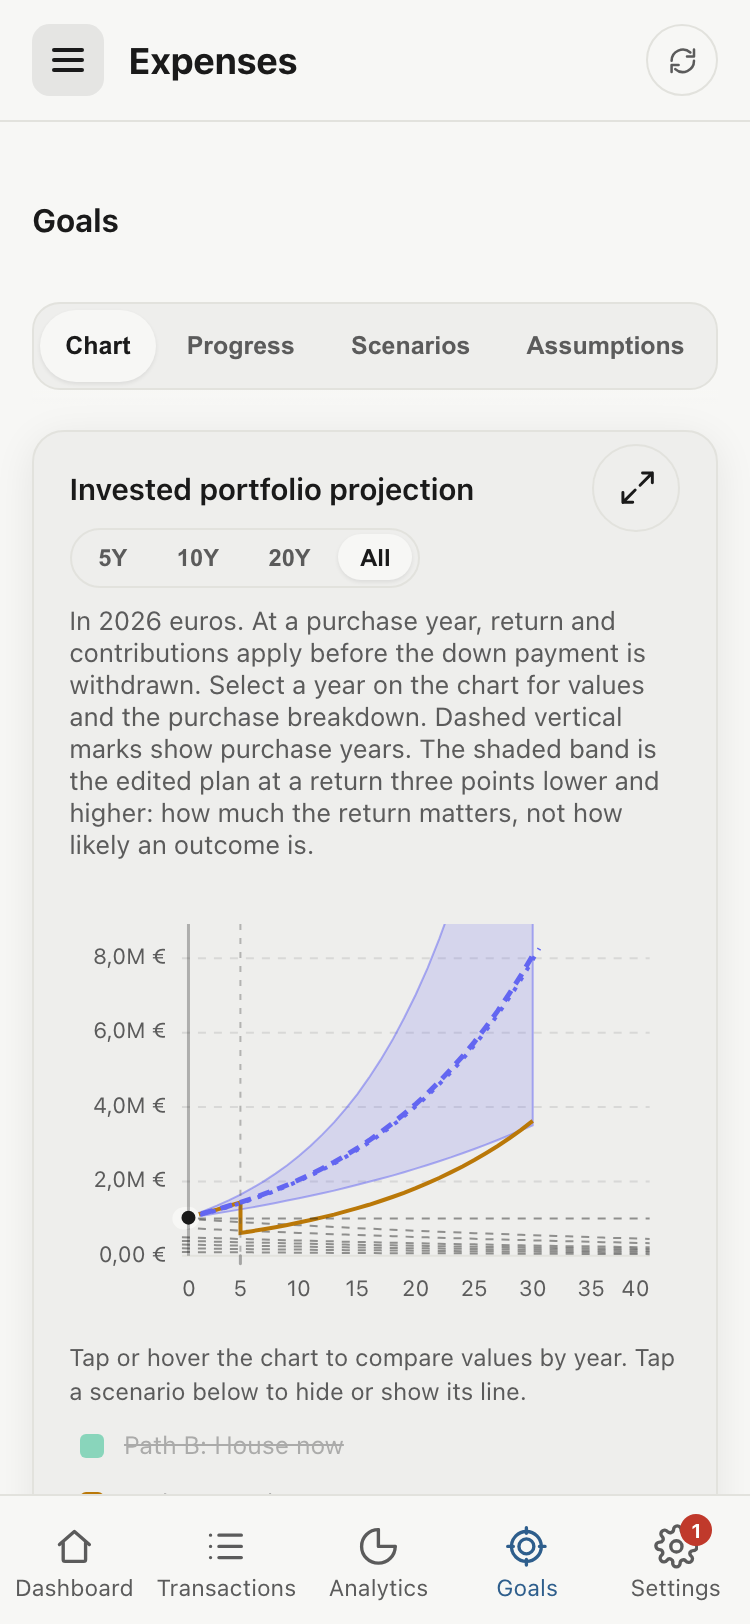 Expenses
Goals
Chart
Progress
Scenarios
Assumptions
Invested portfolio projection
5Y
10Y
20Y
All
In 2026 euros. At a purchase year, return and
contributions apply before the down payment is
withdrawn. Select a year on the chart for values
and the purchase breakdown. Dashed vertical
marks show purchase years. The shaded band is
the edited plan at a return three points lower and
higher: how much the return matters, not how
likely an outcome is.
8,0M €
6,0M €
4,0M €
2,0M €
0,00 €
0 5 10 15 20 25 30 35 40
Tap or hover the chart to compare values by year. Tap
a scenario below to hide or show its line.
Path B: House now
1
Dashboard
Transactions
Analytics
Goals
Settings